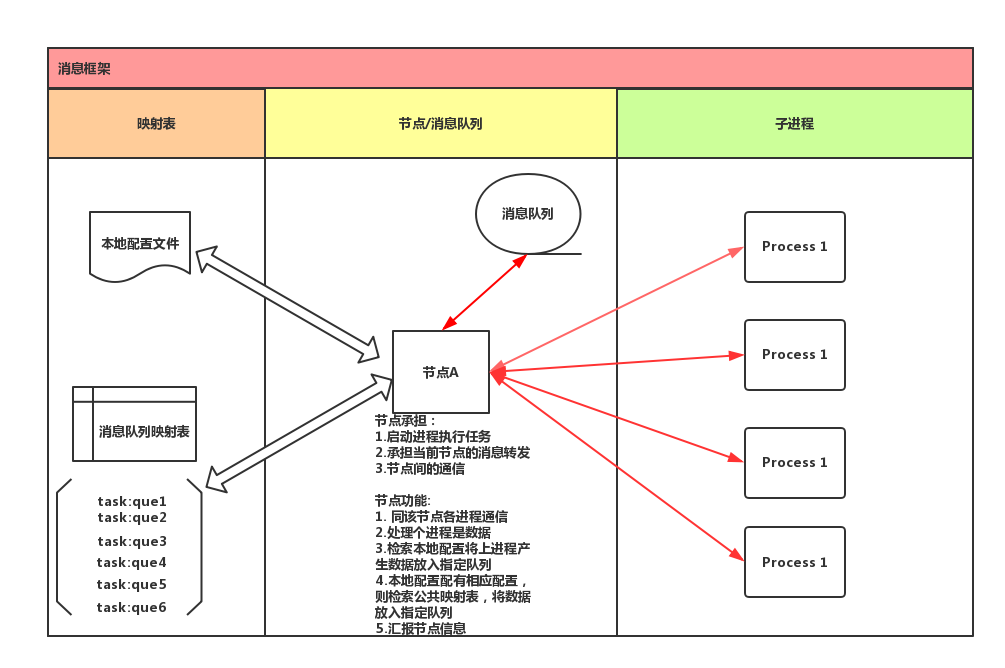 消息框架
映射表
节点/消息队列
子进程
本地配置文件
消息队列映射表
task:que1
task:que2
task:que3
task:que4
task:que5
task:que6
消息队列
节点A
节点承担：
1.启动进程执行任务
2.承担当前节点的消息转发
3.节点间的通信
节点功能:
1. 同该节点各进程通信
2.处理个进程是数据
3.检索本地配置将上进程产
生数据放入指定队列
4.本地配置配有相应配置，
则检索公共映射表，将数据
放入指定队列
5.汇报节点信息
Process 1
Process 1
Process 1
Process 1